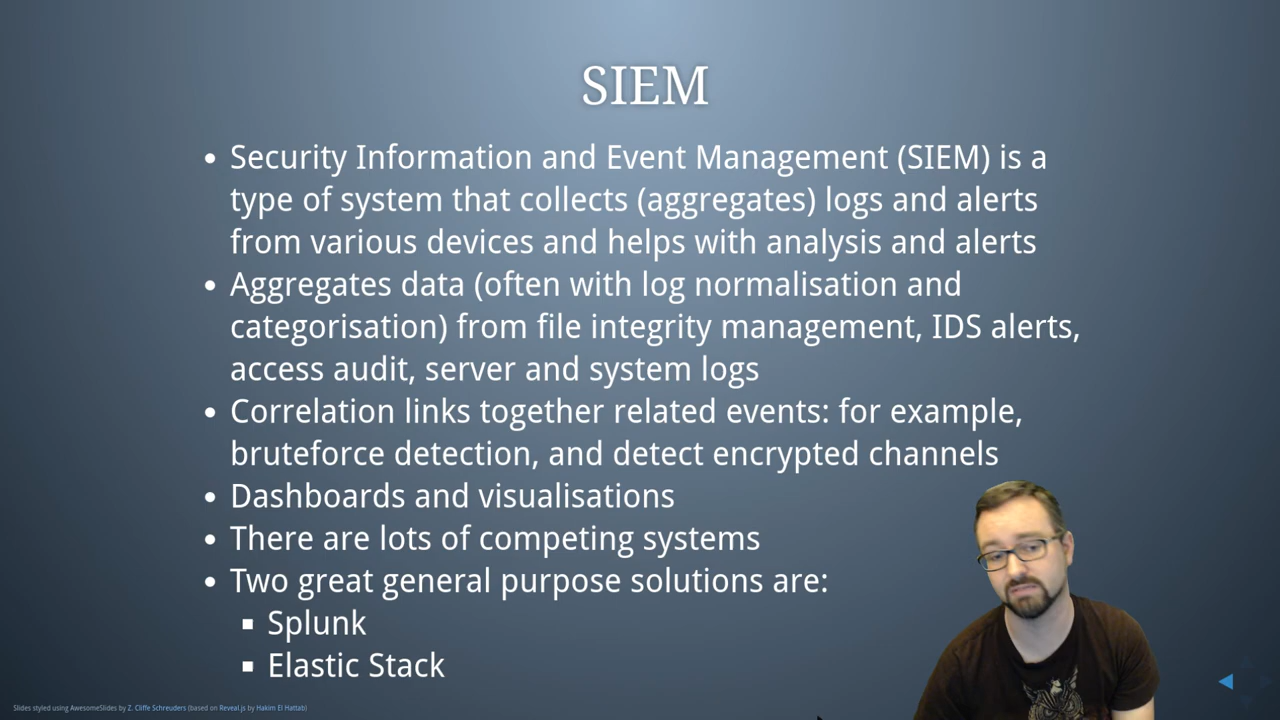 SIEM
Security Information and Event Management (SIEM) is a
type of system that collects (aggregates) logs and alerts
from various devices and helps with analysis and alerts
Aggregates data (often with log normalisation and
categorisation) from file integrity management, IDS alerts,
access audit, server and system logs
Correlation links together related events: for example,
bruteforce detection, and detect encrypted channels
Dashboards and visualisations
There are lots of competing systems
Two great general purpose solutions are:
Splunk
Elastic Stack
Slides styled using AwesomeSlides by Z. Cliffe Schreuders (based on Reveal.js by Hakim El Hattab)